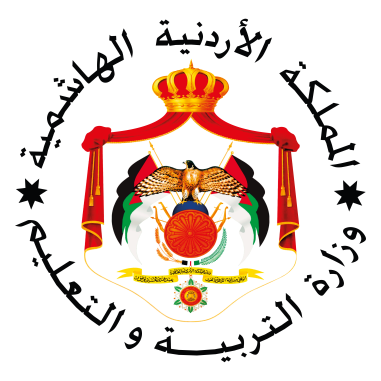 المملكة الأردنية الهاشمية
وزارة التربية والتعليم